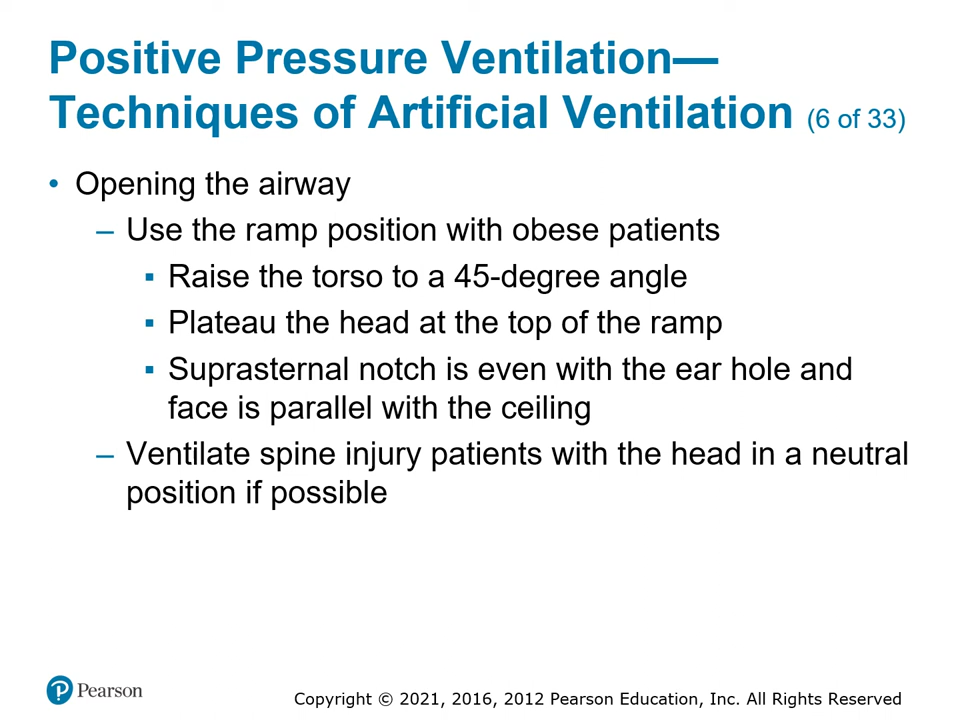 Positive Pressure Ventilation—
Techniques of Artificial Ventilation (6 of 33)
• Opening the airway
– Use the ramp position with obese patients
▪ Raise the torso to a 45-degree angle
▪ Plateau the head at the top of the ramp
▪ Suprasternal notch is even with the ear hole and
face is parallel with the ceiling
– Ventilate spine injury patients with the head in a neutral
position if possible
P Pearson
Copyright © 2021, 2016, 2012 Pearson Education, Inc. All Rights Reserved